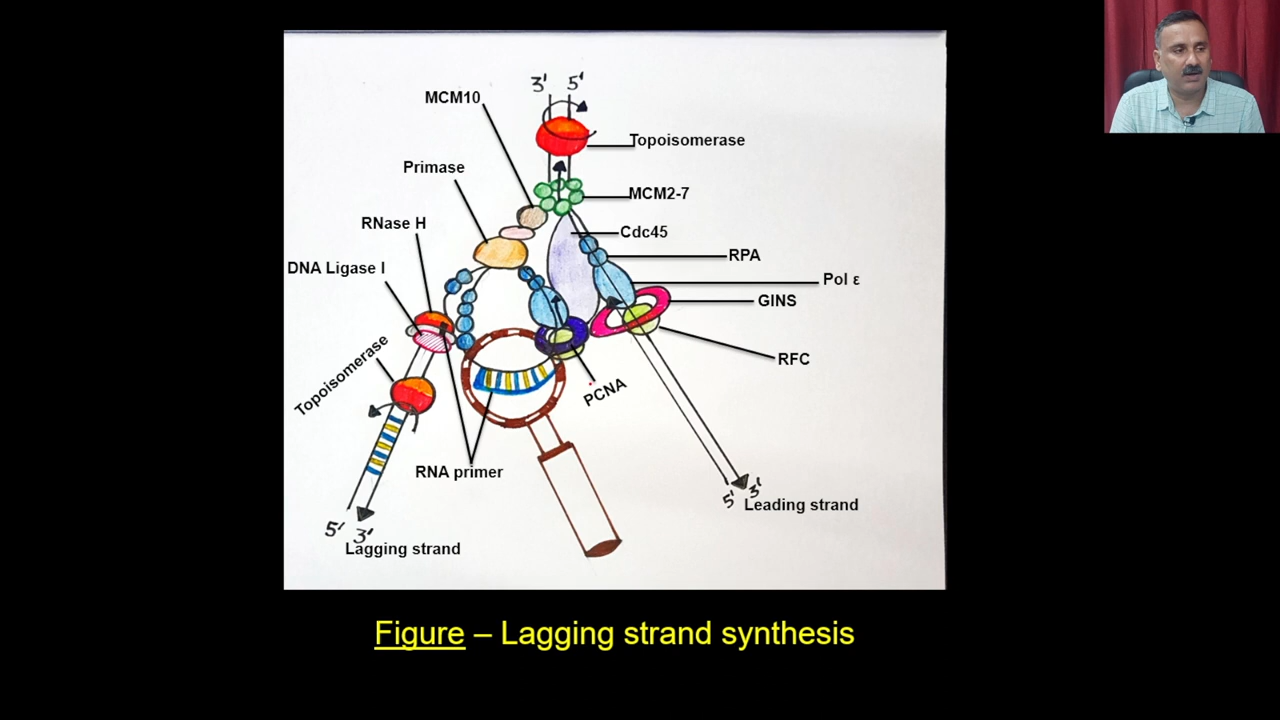 3' 5'
MCM10
Topoisomerase
Primase
MCM2-7
RNase H
Cdc45
RPA
DNA Ligase I
Pol ε
GINS
RFC
Topoisomerase
PCNA
RNA primer
5' 3'
Leading strand
5' 3'
Lagging strand
Figure – Lagging strand synthesis